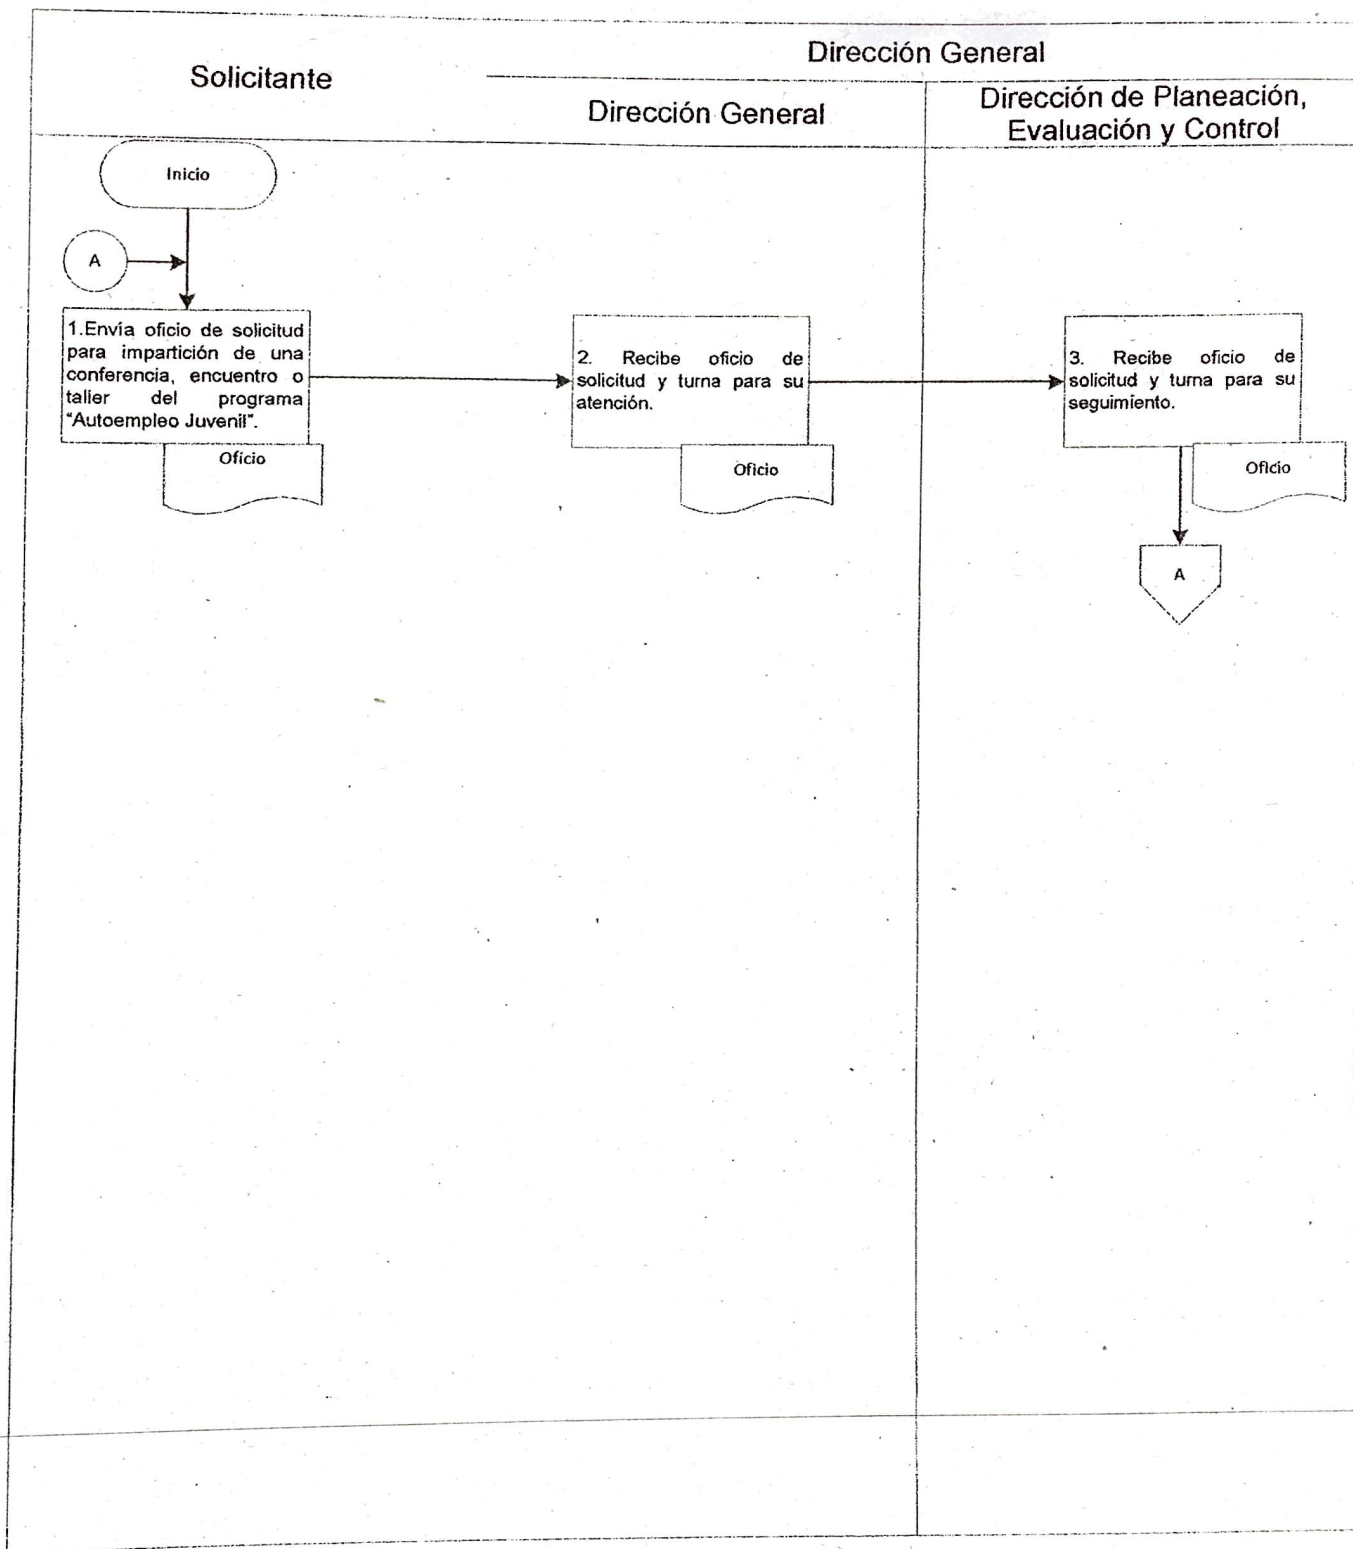 Solicitante
Dirección General
Dirección General
Dirección de Planeación,
Evaluación y Control
Inicio
A
1.Envía oficio de solicitud
para impartición de una
conferencia, encuentro o
taller del programa
“Autoempleo Juvenil”.
Oficio
2. Recibe oficio de
solicitud y turna para su
atención.
Oficio
3. Recibe oficio de
solicitud y turna para su
seguimiento.
Oficio
A